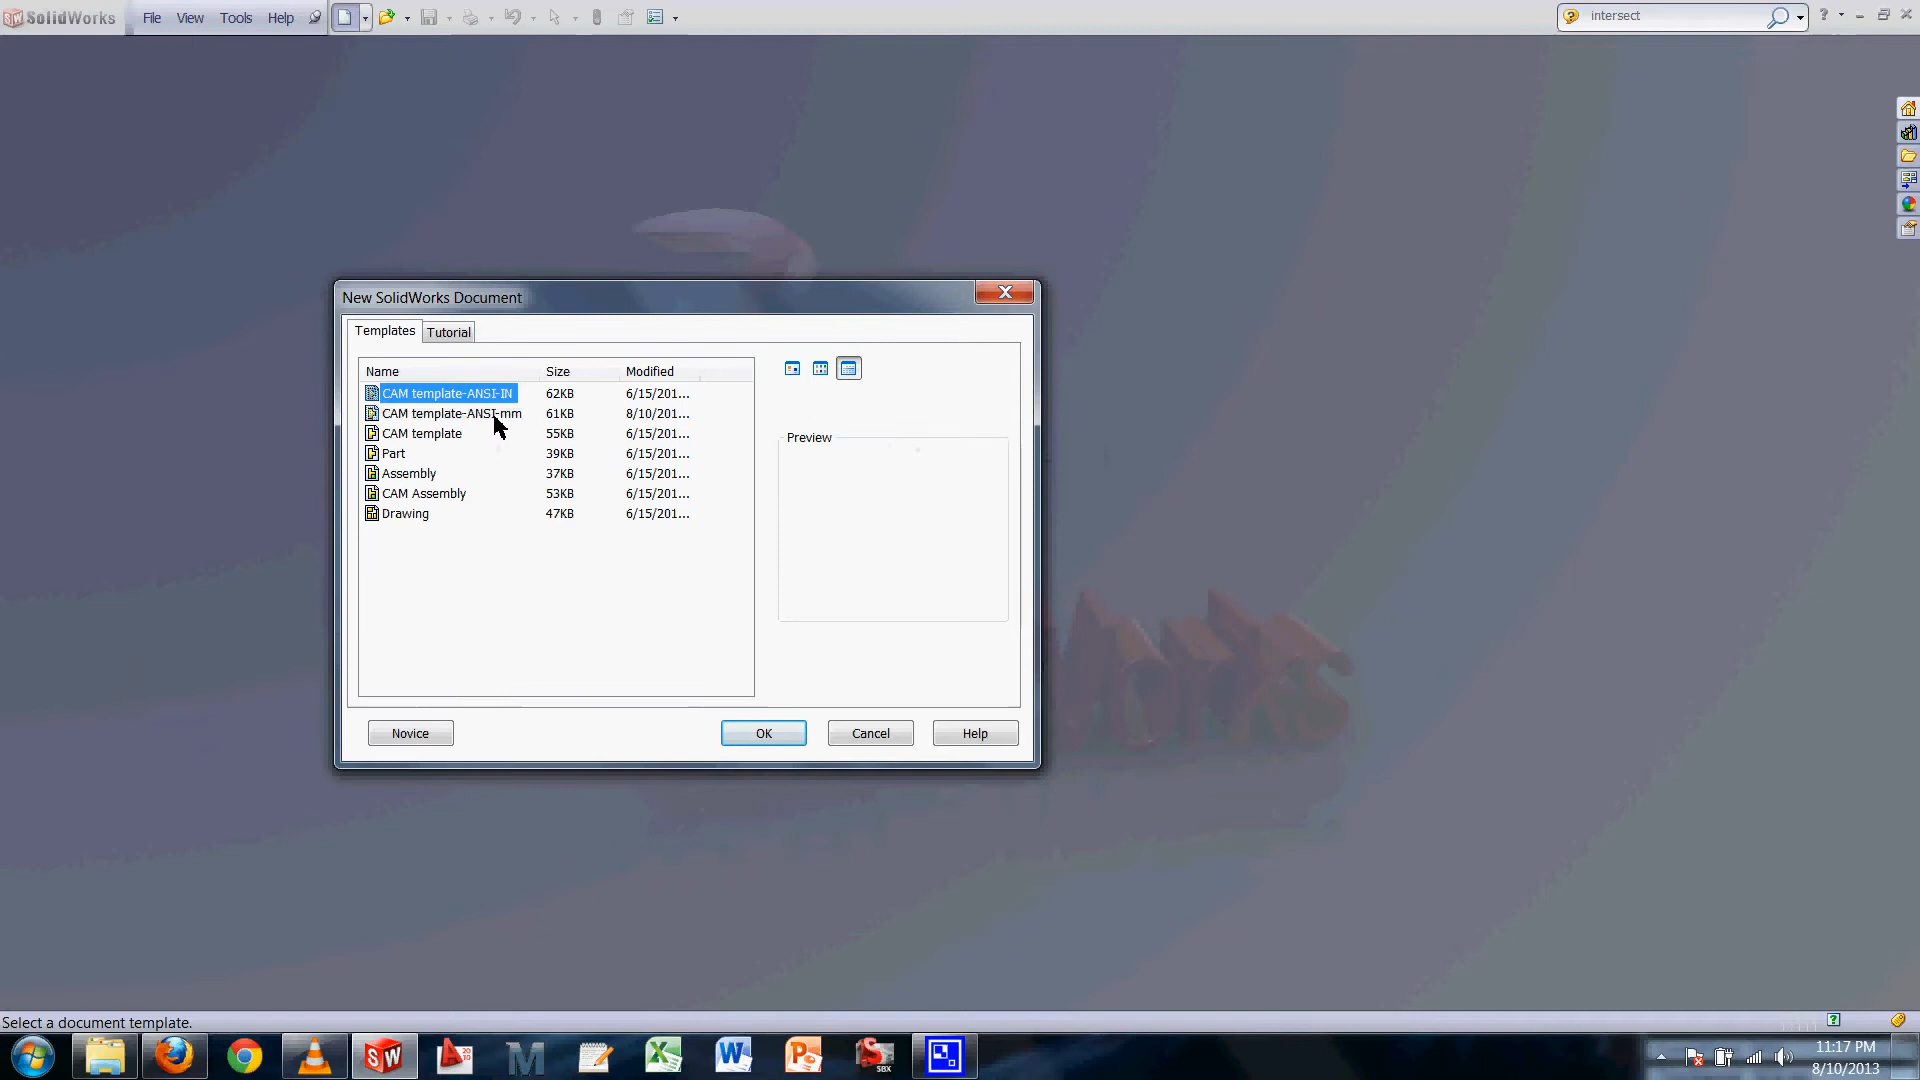 SolidWorks File View Tools Help
intersect
New SolidWorks Document
Templates Tutorial
Name Size Modified
CAM template-ANSI-IN 62KB 6/15/201...
CAM template-ANSI-mm 61KB 8/10/201...
CAM template 55KB 6/15/201...
Part 39KB 6/15/201...
Assembly 37KB 6/15/201...
CAM Assembly 53KB 6/15/201...
Drawing 47KB 6/15/201...
Preview
Novice OK Cancel Help
Select a document template.
11:17 PM
8/10/2013